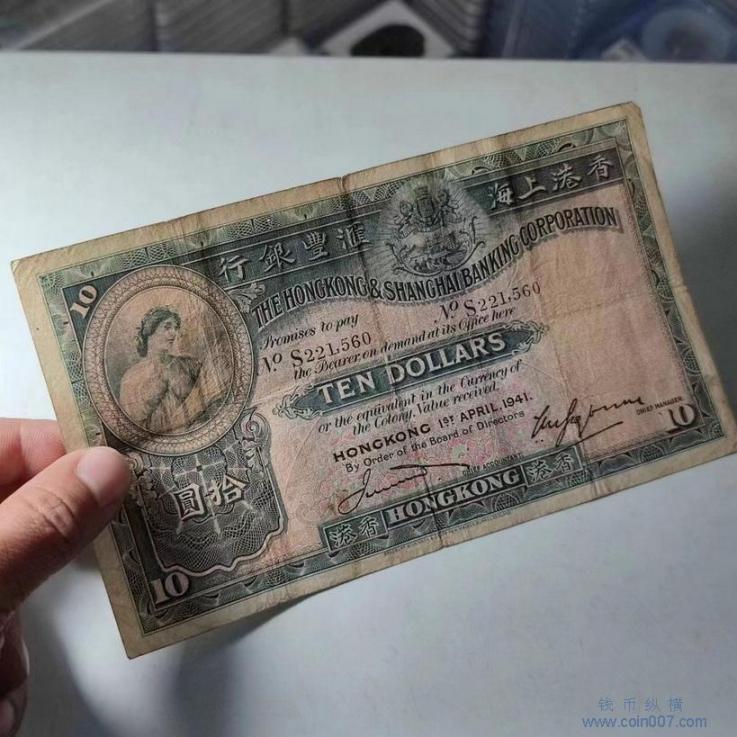 香港上海
滙豐銀行
THE HONGKONG & SHANGHAI BANKING CORPORATION
10
Promises to pay
No S221,560
No S221,560
the Bearer, on demand at its Office here
TEN DOLLARS
or the equivalent in the Currency of
the Colony, Value received.
HONGKONG 1ST APRIL, 1941.
By Order of the Board of Directors
CHIEF ACCOUNTANT.
CHIEF MANAGER.
拾圓
香港
HONGKONG
香港
10
10
钱币纵横
www.coin007.com